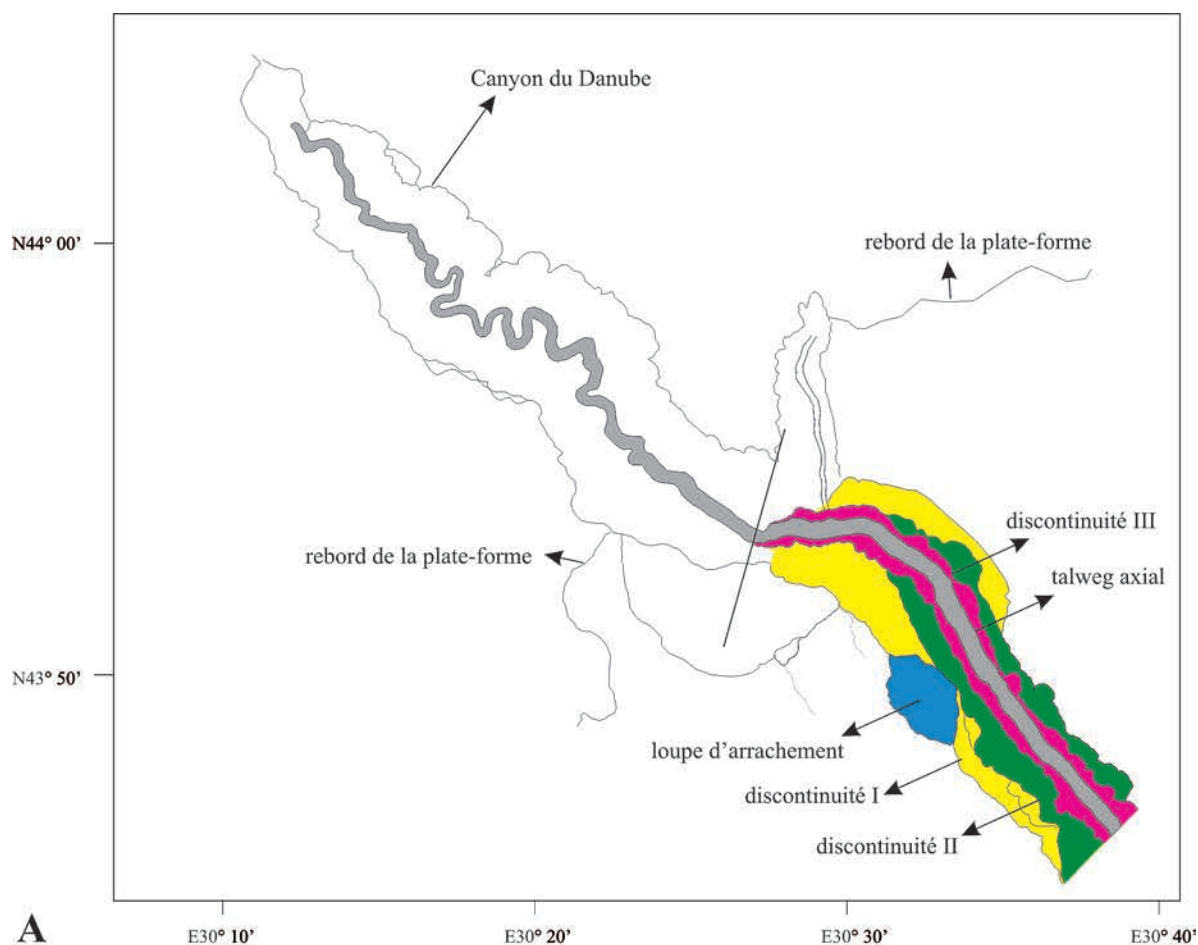 Canyon du Danube
N44° 00'
rebord de la plate-forme
discontinuité III
rebord de la plate-forme
talweg axial
N43° 50'
loupe d'arrachement
discontinuité I
discontinuité II
A
E30° 10'
E30° 20'
E30° 30'
E30° 40'